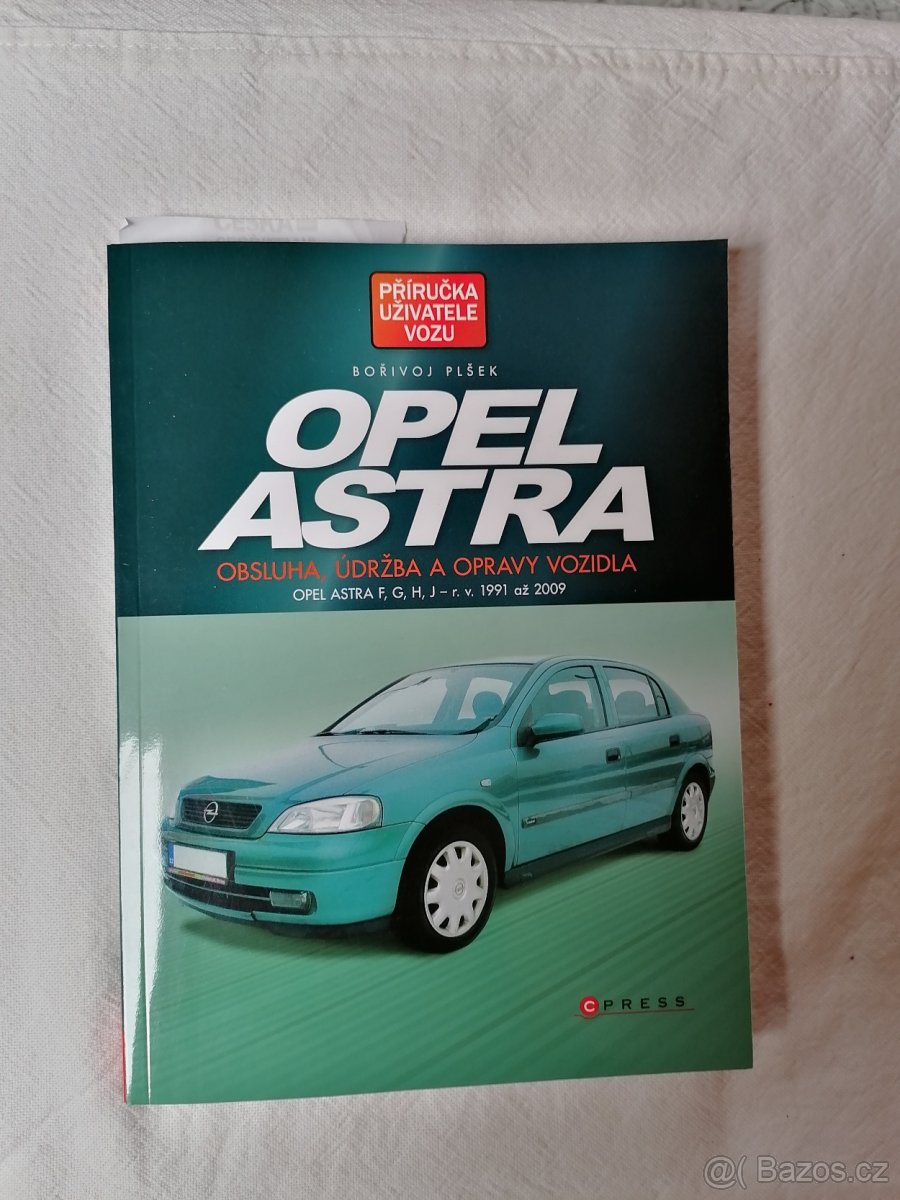 PŘÍRUČKA
UŽIVATELE
VOZU
BOŘIVOJ PLŠEK
OPEL
ASTRA
OBSLUHA, ÚDRŽBA A OPRAVY VOZIDLA
OPEL ASTRA F, G, H, J – r. v. 1991 až 2009
CPRESS
@( Bazos.cz